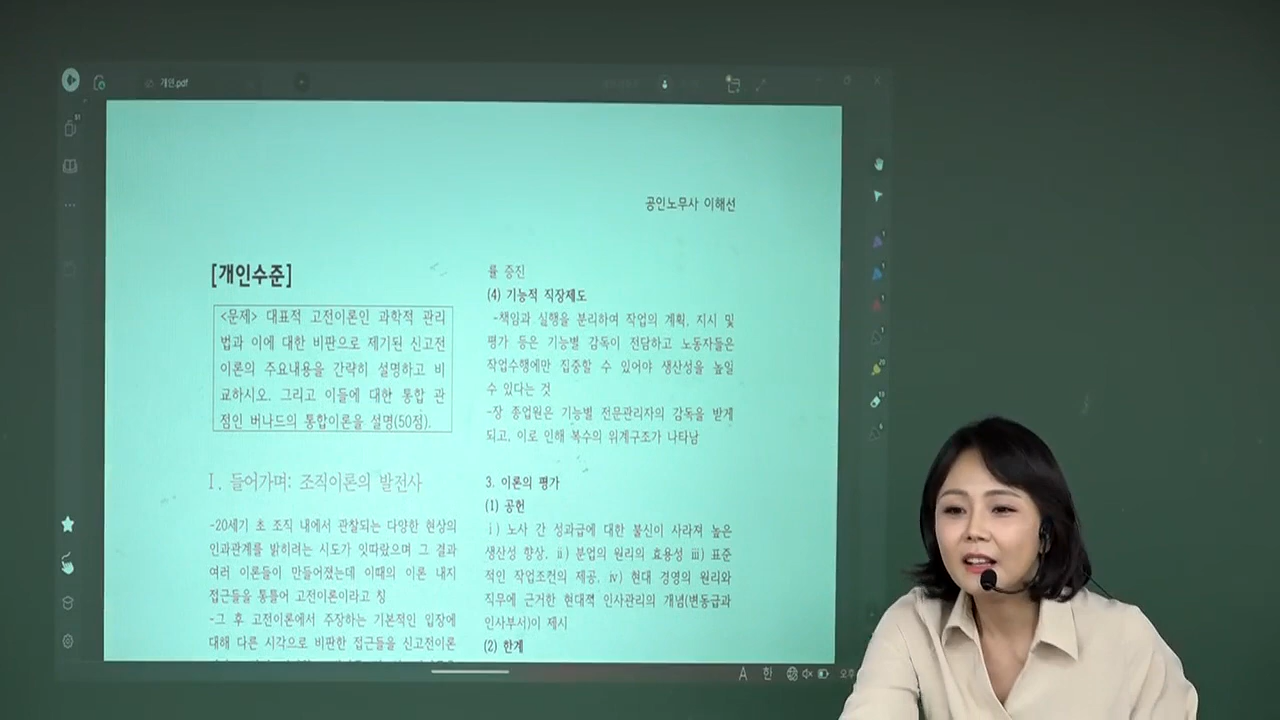 개인.pdf
공인노무사 이해선
[개인수준]
<문제> 대표적 고전이론인 과학적 관리
법과 이에 대한 비판으로 제기된 신고전
이론의 주요내용을 간략히 설명하고 비
교하시오. 그리고 이들에 대한 통합 관
점인 버나드의 통합이론을 설명(50점).
I. 들어가며: 조직이론의 발전사
-20세기 초 조직 내에서 관찰되는 다양한 현상의
인과관계를 밝히려는 시도가 잇따랐으며 그 결과
여러 이론들이 만들어졌는데 이때의 이론 내지
접근들을 통틀어 고전이론이라고 칭
-그 후 고전이론에서 주장하는 기본적인 입장에
대해 다른 시각으로 비판한 접근들을 신고전이론
률 증진
(4) 기능적 직장제도
-책임과 실행을 분리하여 작업의 계획, 지시 및
평가 등은 기능별 감독이 전담하고 노동자들은
작업수행에만 집중할 수 있어야 생산성을 높일
수 있다는 것
-장 종업원은 기능별 전문관리자의 감독을 받게
되고, 이로 인해 복수의 위계구조가 나타남
3. 이론의 평가
(1) 공헌
ⅰ) 노사 간 성과급에 대한 불신이 사라져 높은
생산성 향상, ⅱ) 분업의 원리의 효용성 ⅲ) 표준
적인 작업조건의 제공, ⅳ) 현대 경영의 원리와
직무에 근거한 현대적 인사관리의 개념(변동급과
인사부서)이 제시
(2) 한계
A 한 오후